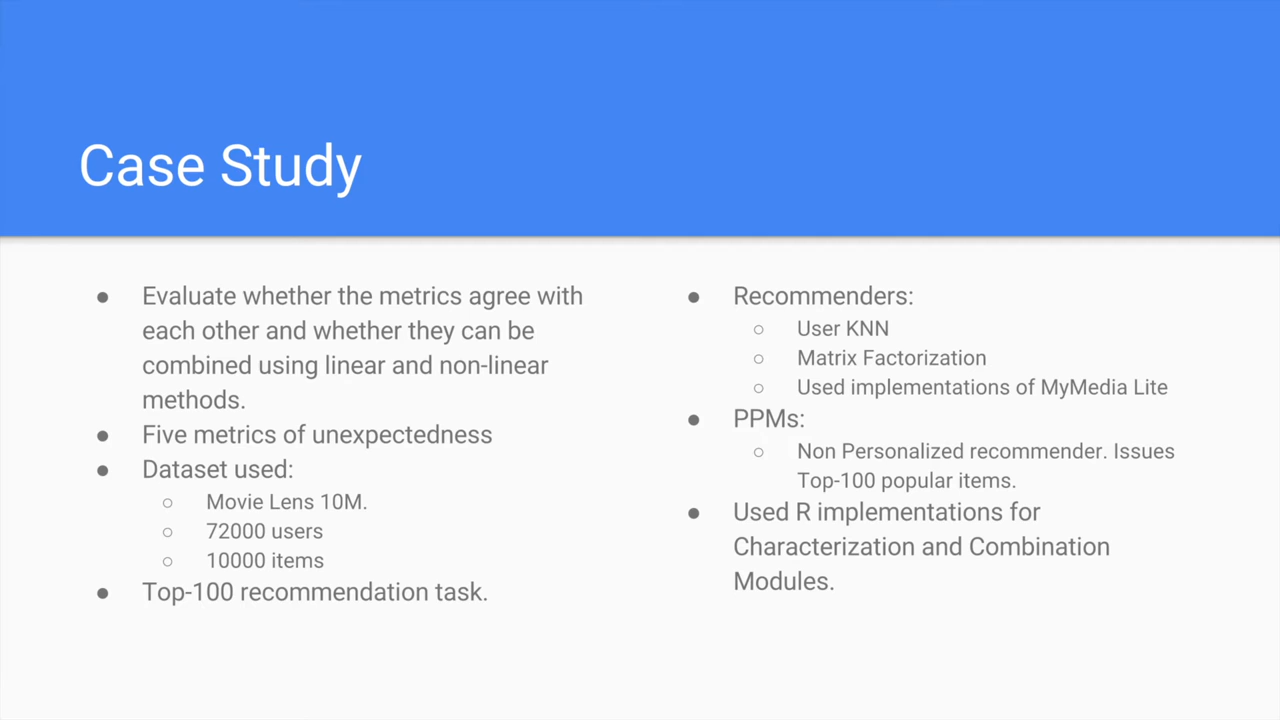 Case Study
● Evaluate whether the metrics agree with
each other and whether they can be
combined using linear and non-linear
methods.
● Five metrics of unexpectedness
● Dataset used:
○ Movie Lens 10M.
○ 72000 users
○ 10000 items
● Top-100 recommendation task.
● Recommenders:
○ User KNN
○ Matrix Factorization
○ Used implementations of MyMedia Lite
● PPMs:
○ Non Personalized recommender. Issues
Top-100 popular items.
● Used R implementations for
Characterization and Combination
Modules.